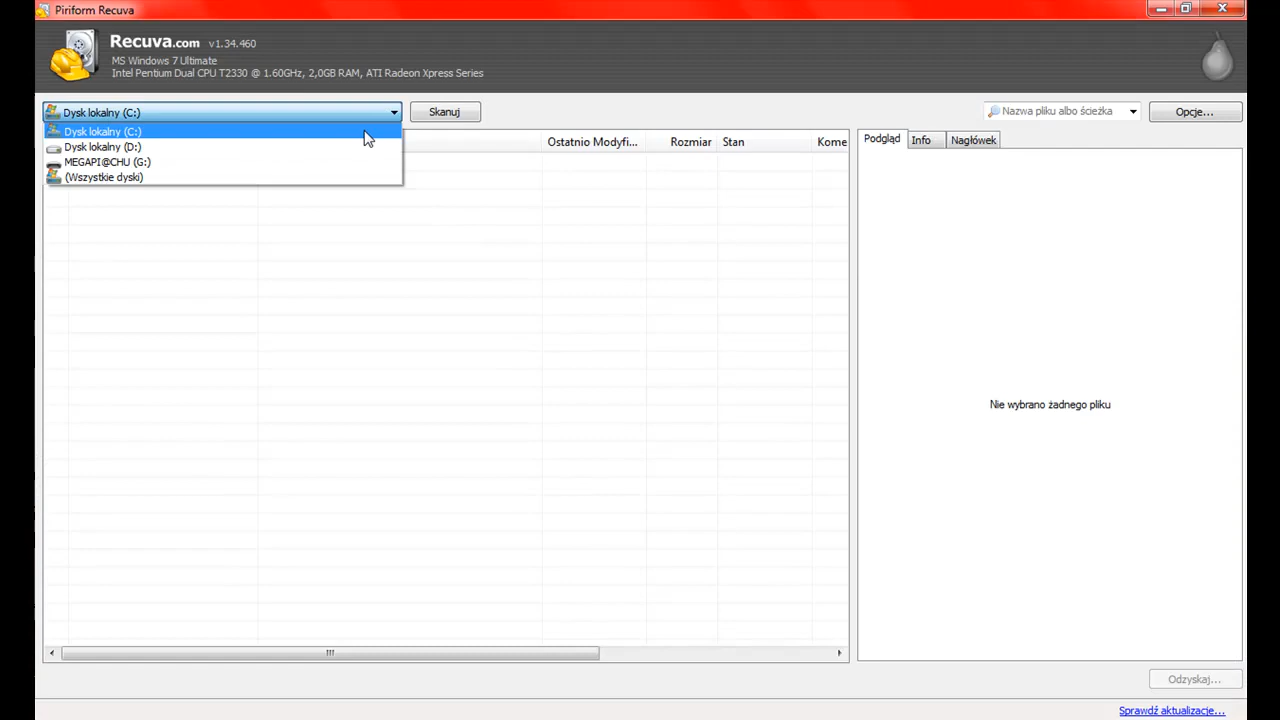 Piriform Recuva
Recuva.com v1.34.460
MS Windows 7 Ultimate
Intel Pentium Dual CPU T2330 @ 1.60GHz, 2,0GB RAM, ATI Radeon Xpress Series
Dysk lokalny (C:)
Skanuj
Nazwa pliku albo ścieżka
Opcje...
Dysk lokalny (C:)
Dysk lokalny (D:)
MEGAPI@CHU (G:)
(Wszystkie dyski)
Ostatnio Modyfi... Rozmiar Stan Kome
Podgląd Info Nagłówek
Nie wybrano żadnego pliku
Odzyskaj...
Sprawdź aktualizacje...